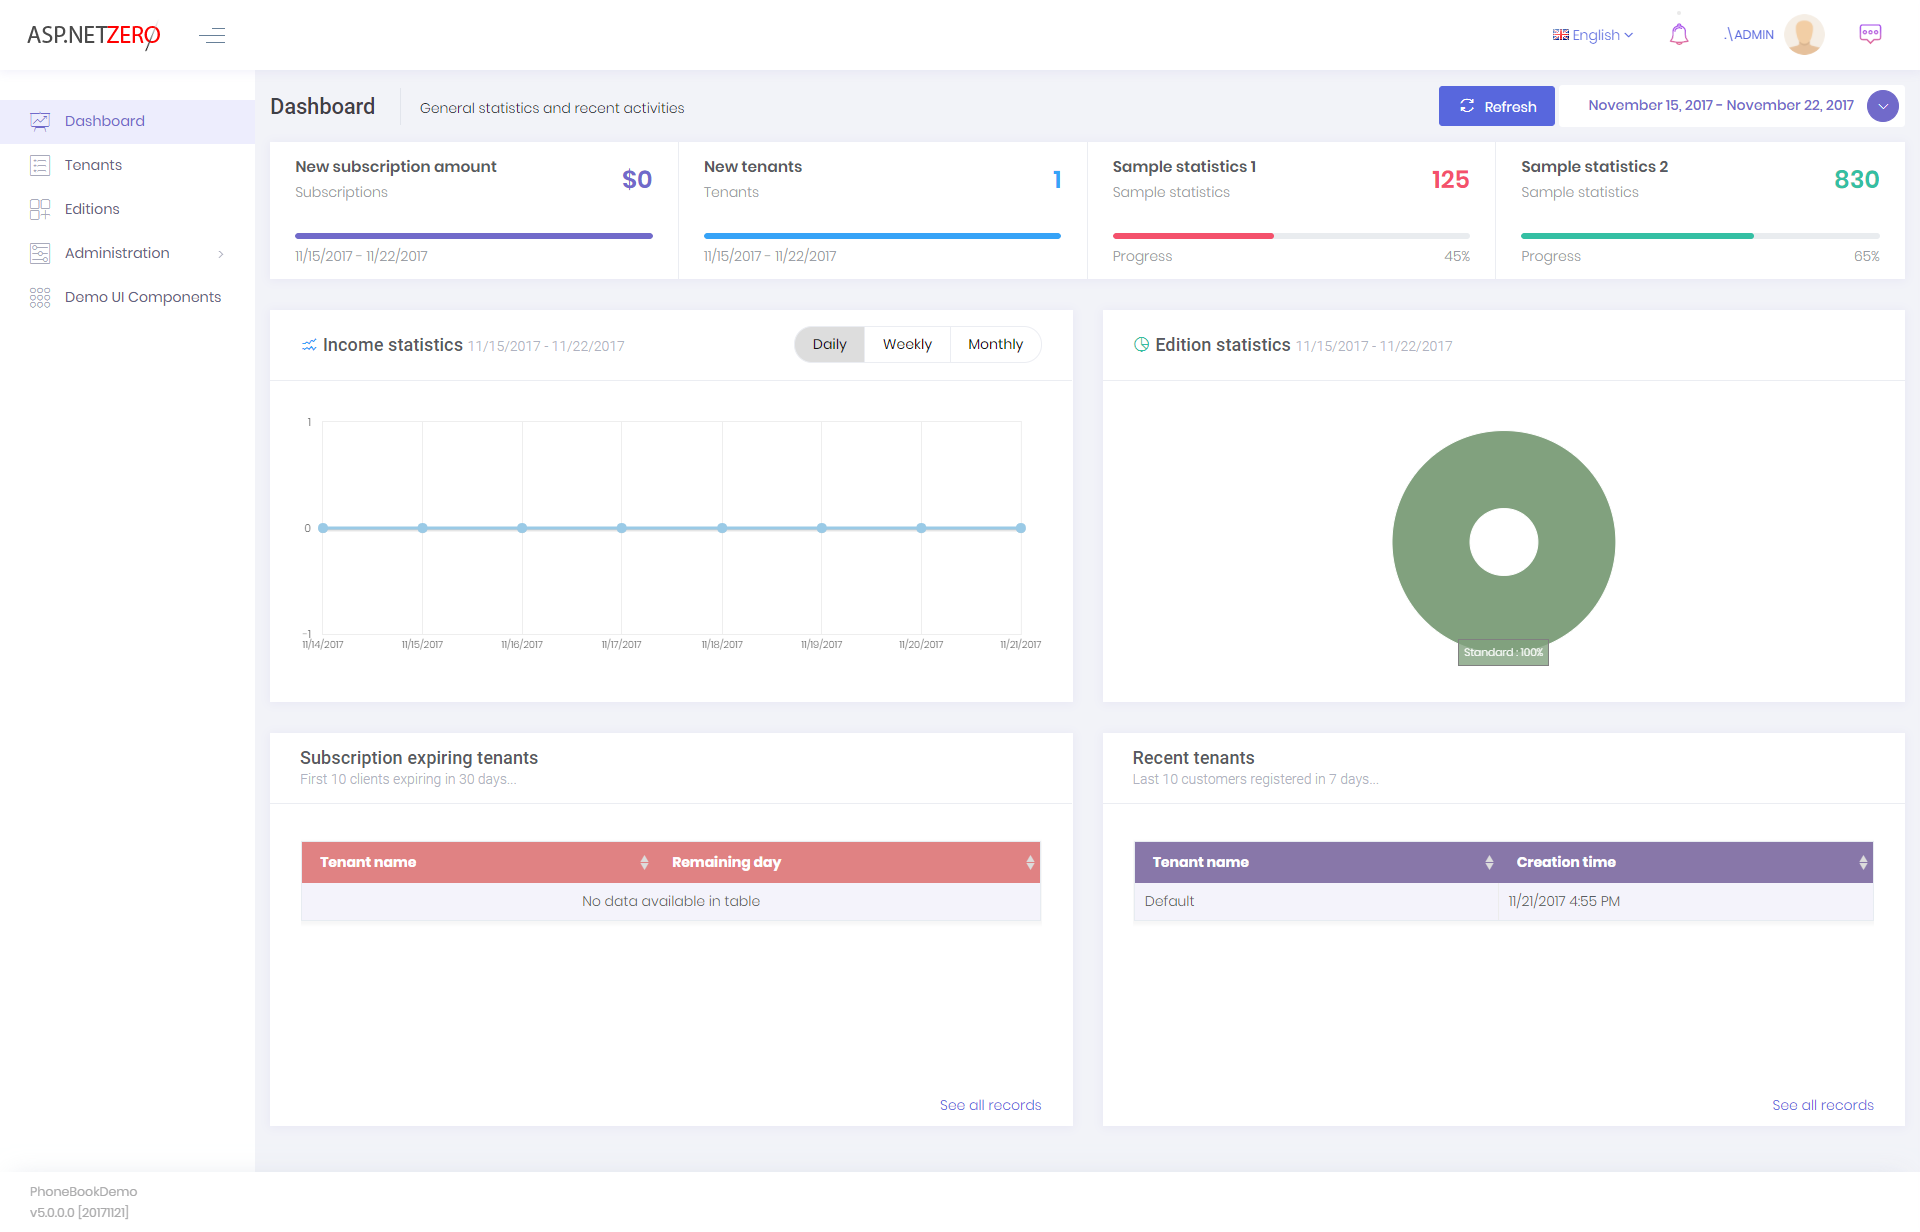 ASP.NETZERO
English
.\ADMIN
Dashboard
Tenants
Editions
Administration
Demo UI Components
Dashboard
General statistics and recent activities
Refresh
November 15, 2017 - November 22, 2017
New subscription amount
Subscriptions
$0
11/15/2017 - 11/22/2017
New tenants
Tenants
1
11/15/2017 - 11/22/2017
Sample statistics 1
Sample statistics
125
Progress
45%
Sample statistics 2
Sample statistics
830
Progress
65%
Income statistics 11/15/2017 - 11/22/2017
Daily
Weekly
Monthly
1
0
-1
11/14/2017
11/15/2017
11/16/2017
11/17/2017
11/18/2017
11/19/2017
11/20/2017
11/21/2017
Edition statistics 11/15/2017 - 11/22/2017
Standard : 100%
Subscription expiring tenants
First 10 clients expiring in 30 days...
Tenant name
Remaining day
No data available in table
See all records
Recent tenants
Last 10 customers registered in 7 days...
Tenant name
Creation time
Default
11/21/2017 4:55 PM
See all records
PhoneBookDemo
v5.0.0.0 [20171121]